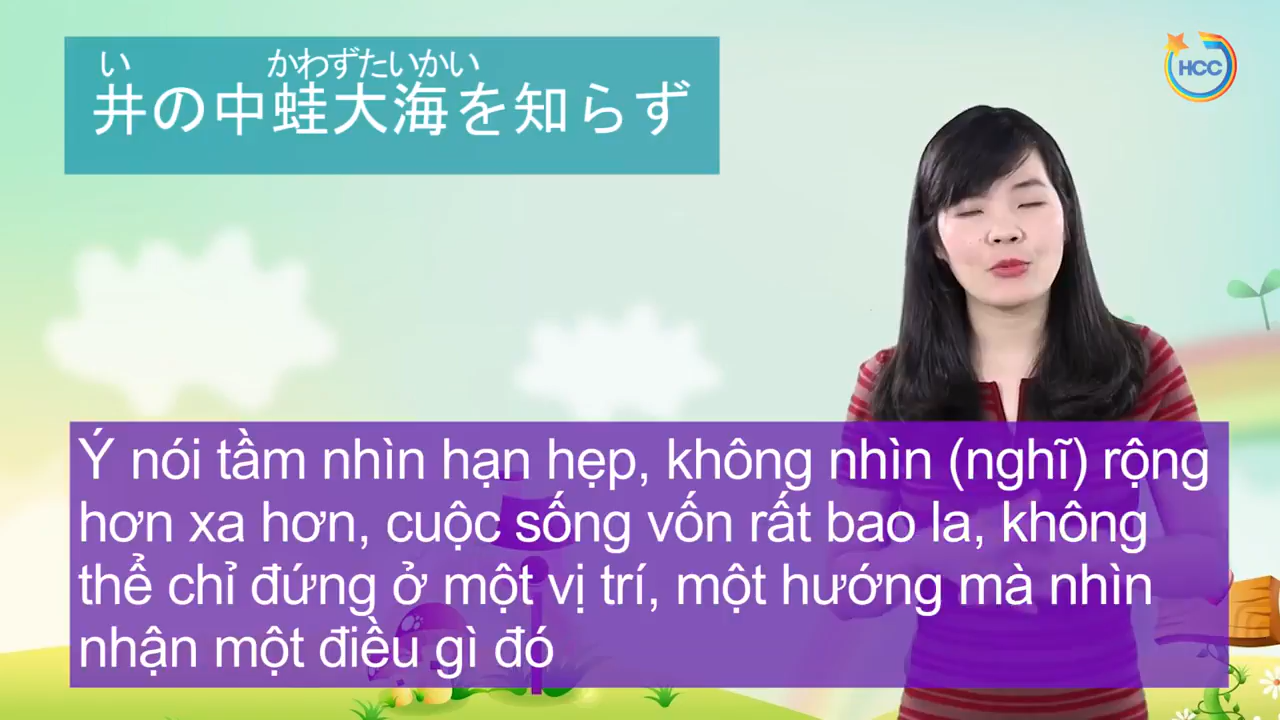 い かわずたいかい
井の中蛙大海を知らず
HCC
Ý nói tầm nhìn hạn hẹp, không nhìn (nghĩ) rộng
hơn xa hơn, cuộc sống vốn rất bao la, không
thể chỉ đứng ở một vị trí, một hướng mà nhìn
nhận một điều gì đó